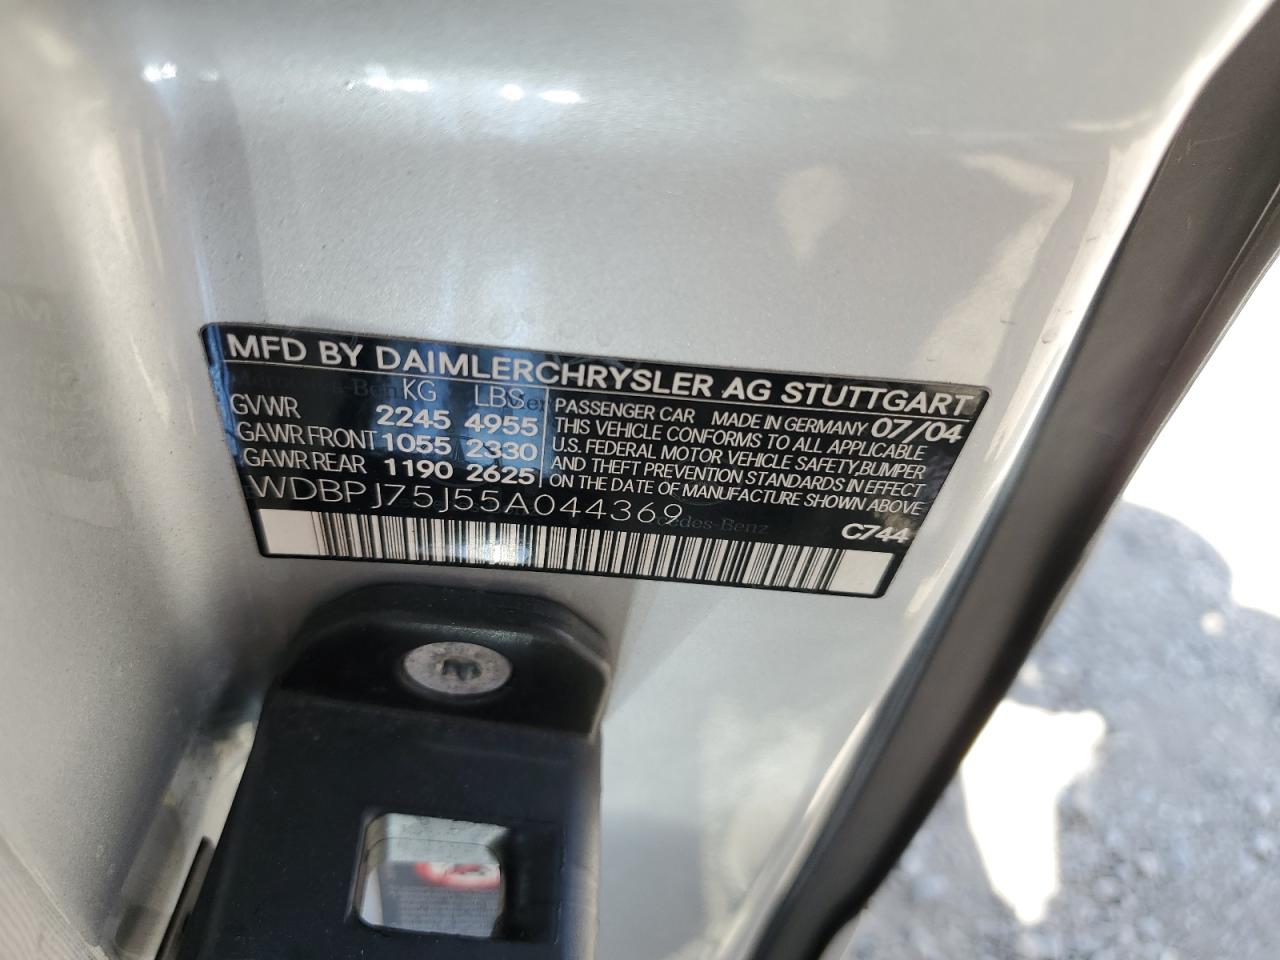 MFD BY DAIMLERCHRYSLER AG STUTTGART
KG LBS
GVWR 2245 4955
GAWR FRONT 1055 2330
GAWR REAR 1190 2625
PASSENGER CAR MADE IN GERMANY 07/04
THIS VEHICLE CONFORMS TO ALL APPLICABLE
U.S. FEDERAL MOTOR VEHICLE SAFETY, BUMPER
AND THEFT PREVENTION STANDARDS IN EFFECT
ON THE DATE OF MANUFACTURE SHOWN ABOVE
WDBPJ75J55A044369
C744